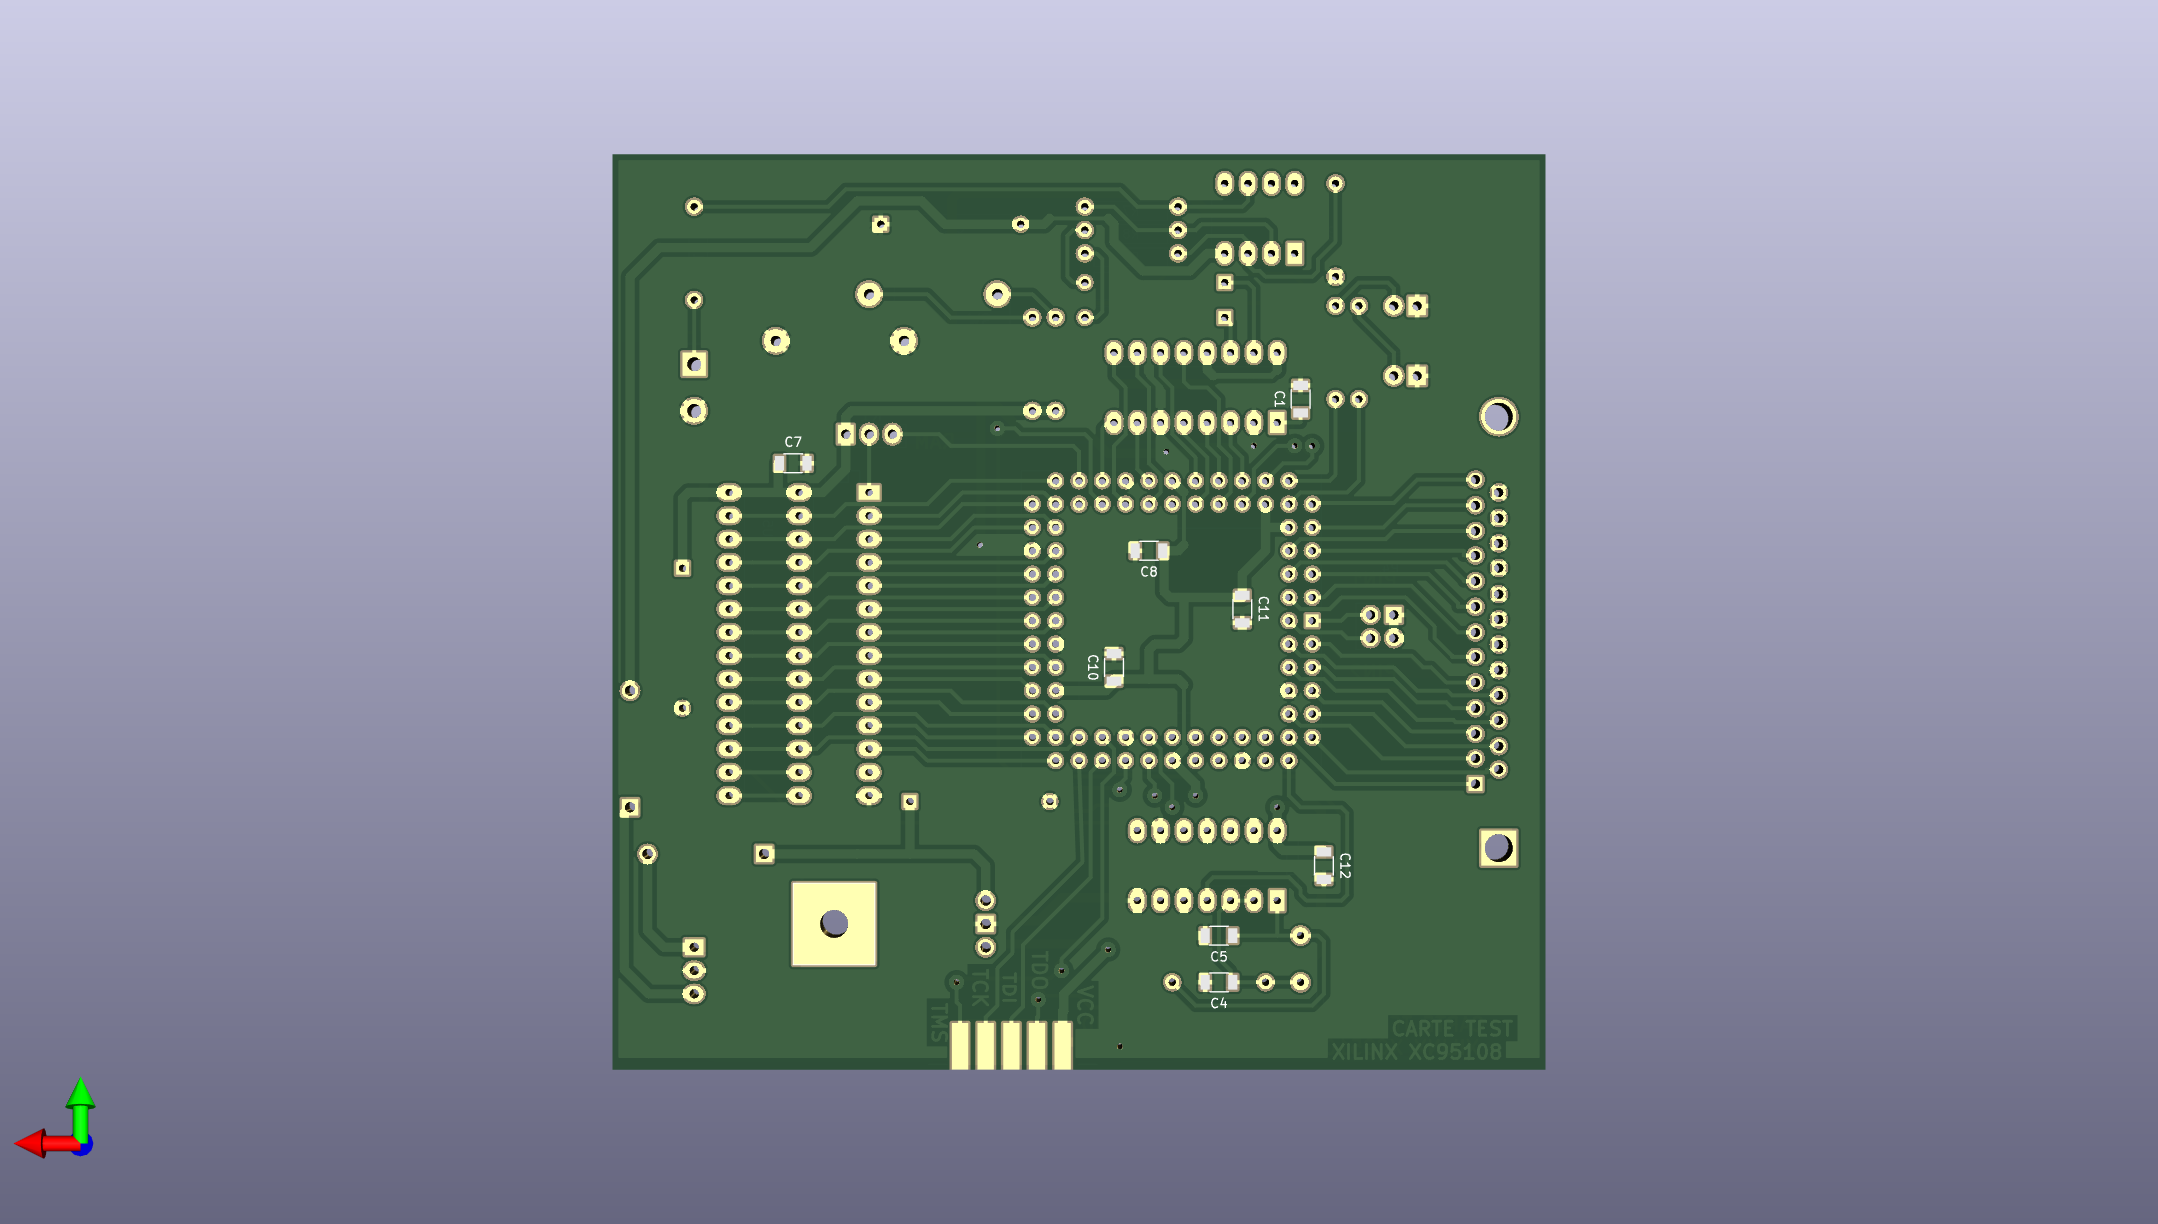 C1
C7
C8
C11
C10
C12
C5
C4
TMS
TCK
TDI
TDO
VCC
CARTE TEST
XILINX XC95108